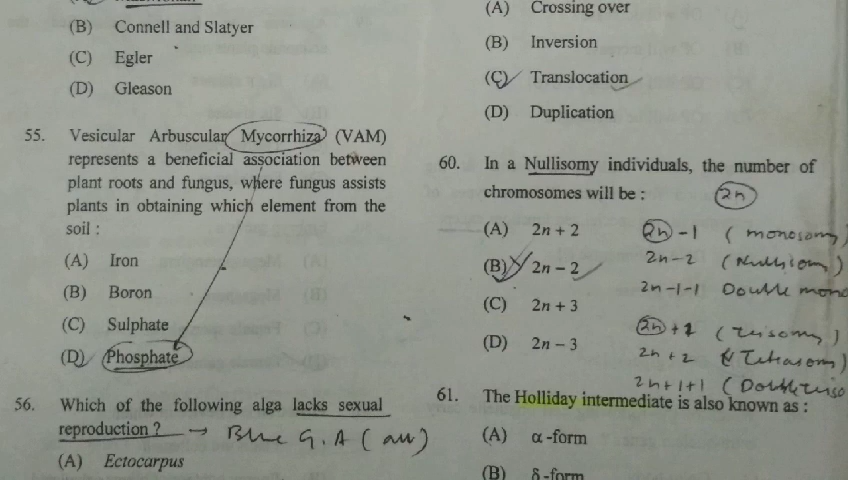 (B) Connell and Slatyer
(C) Egler
(D) Gleason
55. Vesicular Arbuscular Mycorrhiza (VAM)
represents a beneficial association between
plant roots and fungus, where fungus assists
plants in obtaining which element from the
soil :
(A) Iron
(B) Boron
(C) Sulphate
(D) Phosphate
56. Which of the following alga lacks sexual
reproduction ? → Blue G.A (all)
(A) Ectocarpus
(A) Crossing over
(B) Inversion
(C) Translocation
(D) Duplication
60. In a Nullisomy individuals, the number of
chromosomes will be : 2n
(A) 2n + 2 2n - 1 (monosomy)
(B) 2n – 2 2n-2 (Nullisomy)
2n-1-1 Double mono
(C) 2n + 3
2n+1 (Trisomy)
(D) 2n – 3
2n+2 (Tetrasomy)
2n+1+1 (Double triso
61. The Holliday intermediate is also known as :
(A) α-form
(B) δ-form